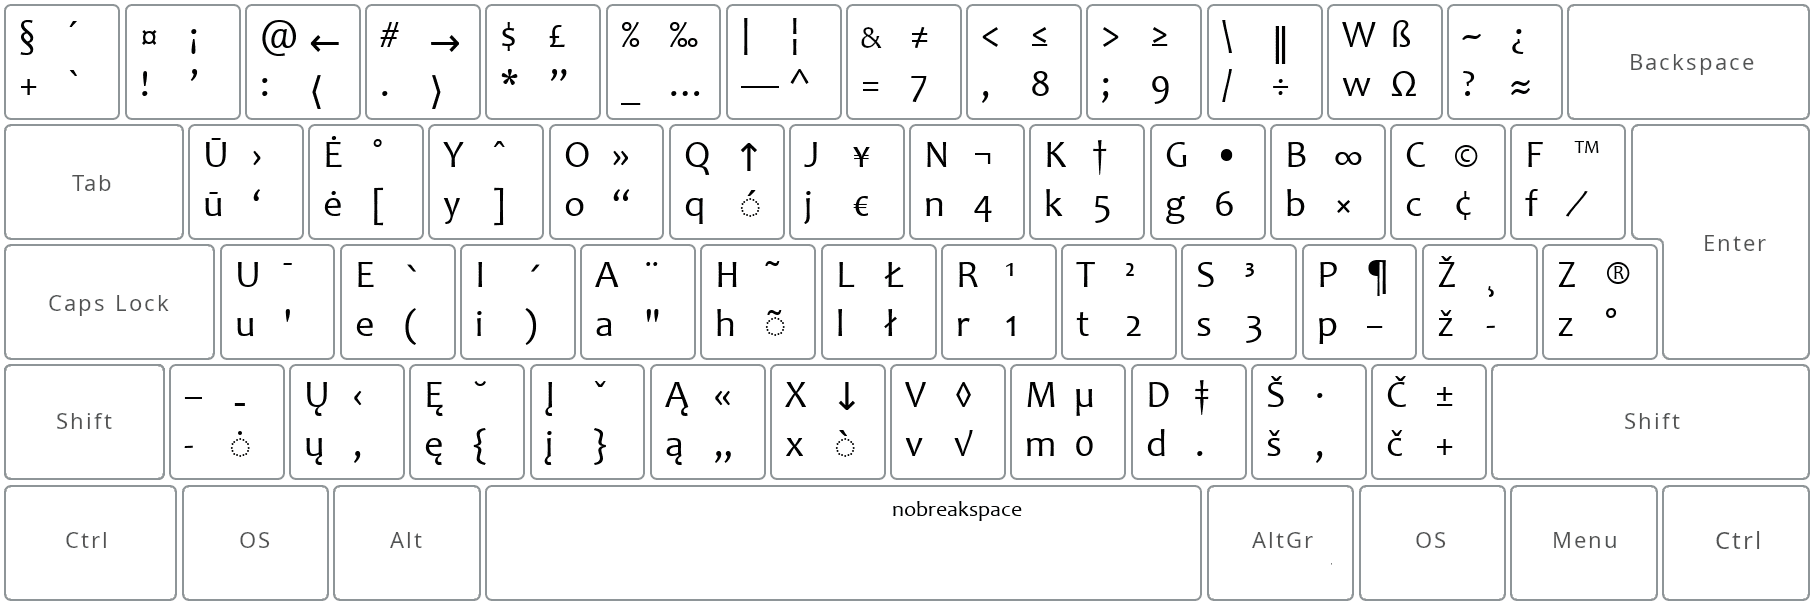 § ´ ¤ ¡ @ ← # → $ £ % ‰ | ¦ & ≠ < ≤ > ≥ \ ‖ W ß ~ ¿ Backspace
+ ` ! ’ : ⟨ . ⟩ * ” _ … — ^ = 7 , 8 ; 9 / ÷ w Ω ? ≈
Tab Ū › Ė ° Y ˆ O » Q ↑ J ¥ N ¬ K † G • B ∞ C © F ™
ū ‘ ė [ y ] o “ q ◌́ j € n 4 k 5 g 6 b × c ¢ f ⁄
Enter
Caps Lock U ¯ E ` I ´ A ¨ H ˜ L Ł R ¹ T ² S ³ P ¶ Ž ¸ Z ®
u ' e ( i ) a " h ◌̃ l ł r 1 t 2 s 3 p – ž - z °
Shift – - Ų ‹ Ę ˘ Į ˇ Ą « X ↓ V ◊ M µ D ‡ Š · Č ± Shift
- ◌̇ ų ‚ ę { į } ą „ x ◌̀ v √ m 0 d . š , č +
Ctrl OS Alt nobreakspace AltGr OS Menu Ctrl